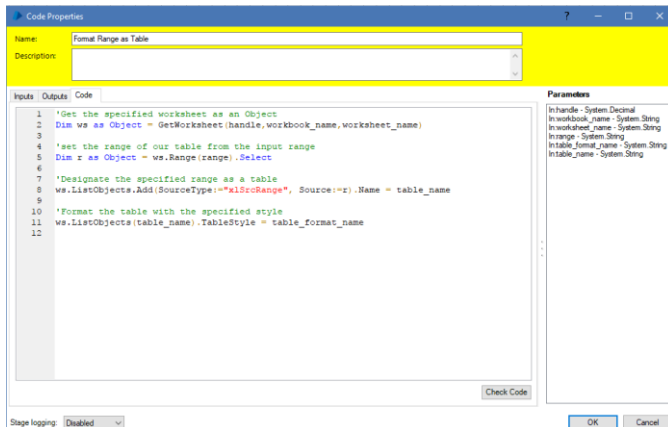 Code Properties
?
Name:
Format Range as Table
Description:
Inputs Outputs Code
1 'Get the specified worksheet as an Object
2 Dim ws as Object = GetWorksheet(handle,workbook_name,worksheet_name)
3
4 'set the range of our table from the input range
5 Dim r as Object = ws.Range(range).Select
6
7 'Designate the specified range as a table
8 ws.ListObjects.Add(SourceType:="xlSrcRange", Source:=r).Name = table_name
9
10 'Format the table with the specified style
11 ws.ListObjects(table_name).TableStyle = table_format_name
12
Check Code
Parameters
In:handle - System.Decimal
In:workbook_name - System.String
In:worksheet_name - System.String
In:range - System.String
In:table_format_name - System.String
In:table_name - System.String
Stage logging: Disabled
OK Cancel